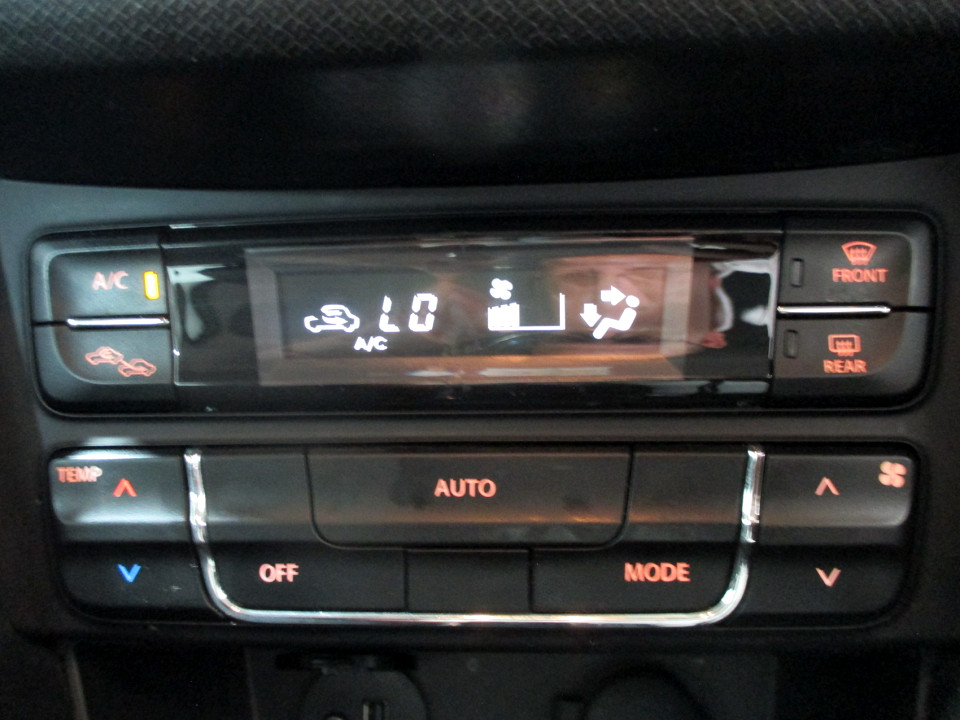 A/C
LO
A/C
FRONT
REAR
TEMP
AUTO
OFF
MODE